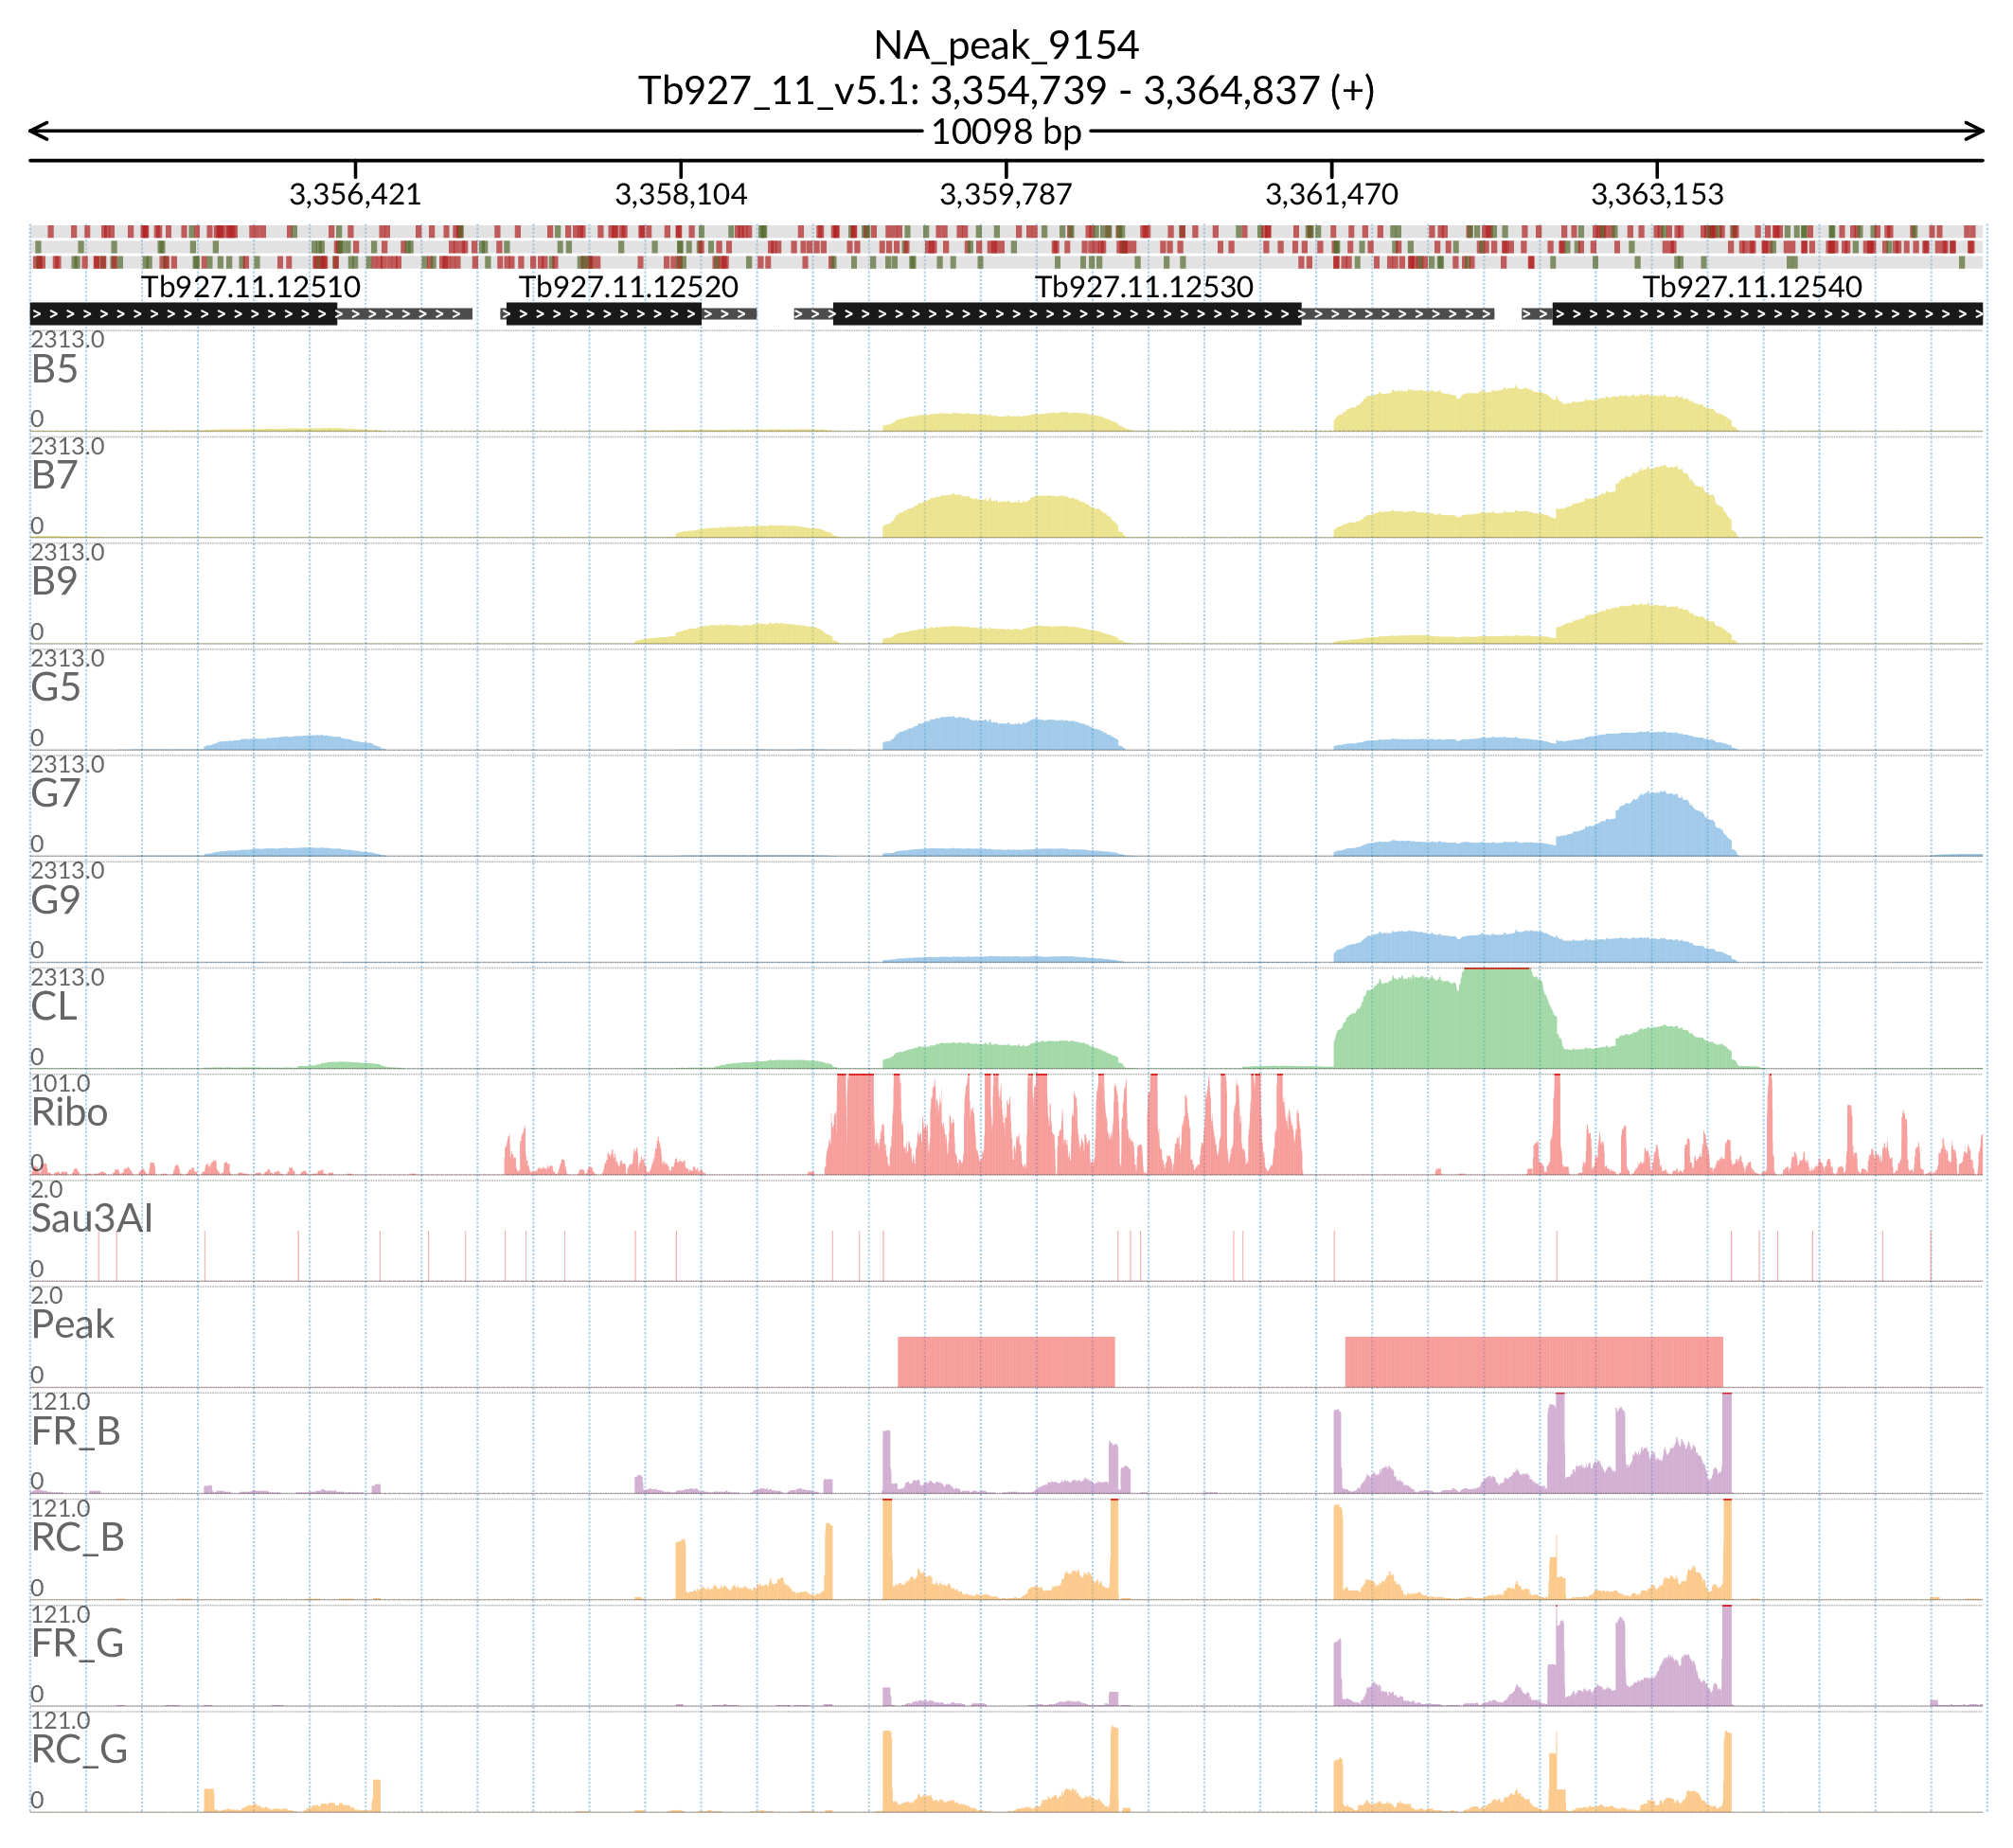 NA_peak_9154
Tb927_11_v5.1: 3,354,739 - 3,364,837 (+)
10098 bp
3,356,421 3,358,104 3,359,787 3,361,470 3,363,153
Tb927.11.12510 Tb927.11.12520 Tb927.11.12530 Tb927.11.12540
2313.0
B5
0
2313.0
B7
0
2313.0
B9
0
2313.0
G5
0
2313.0
G7
0
2313.0
G9
0
2313.0
CL
0
101.0
Ribo
0
2.0
Sau3AI
0
2.0
Peak
0
121.0
FR_B
0
121.0
RC_B
0
121.0
FR_G
0
121.0
RC_G
0